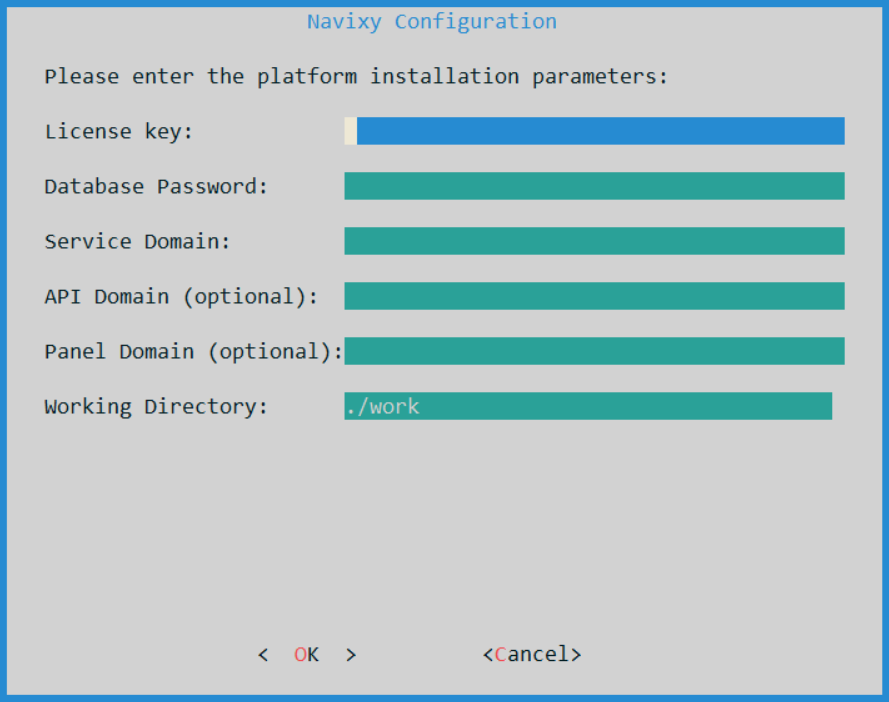 Navixy Configuration
Please enter the platform installation parameters:
License key:
Database Password:
Service Domain:
API Domain (optional):
Panel Domain (optional):
Working Directory: ./work
< OK > <Cancel>